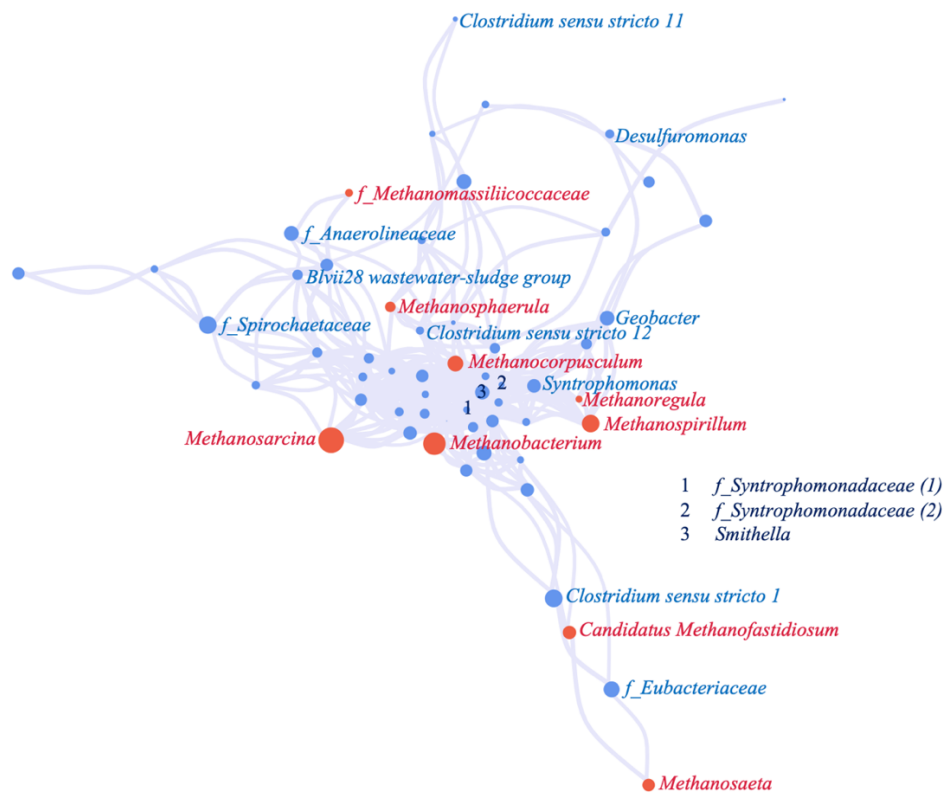 Clostridium sensu stricto 11
Desulfuromonas
f_Methanomassiliicoccaceae
f_Anaerolineaceae
Blvii28 wastewater-sludge group
Methanosphaerula
f_Spirochaetaceae
Geobacter
Clostridium sensu stricto 12
Methanocorpusculum
3
2
Syntrophomonas
1
Methanoregula
Methanospirillum
Methanosarcina
Methanobacterium
1 f_Syntrophomonadaceae (1)
2 f_Syntrophomonadaceae (2)
3 Smithella
Clostridium sensu stricto 1
Candidatus Methanofastidiosum
f_Eubacteriaceae
Methanosaeta